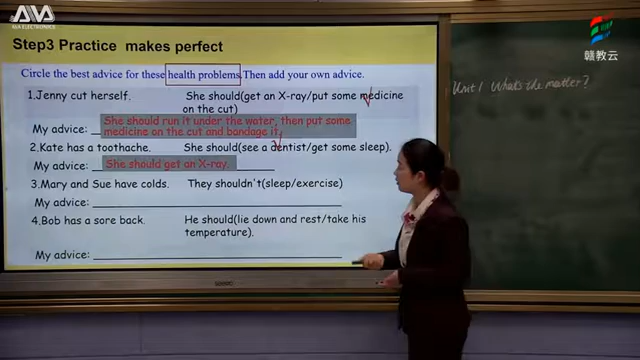 AVA
AVA ELECTRONICS
赣教云
Step3 Practice makes perfect
Circle the best advice for these health problems. Then add your own advice.
1.Jenny cut herself. She should(get an X-ray/put some medicine
on the cut)
My advice: She should run it under the water, then put some
medicine on the cut and bandage it.
2.Kate has a toothache. She should(see a dentist/get some sleep).
My advice: She should get an X-ray.
3.Mary and Sue have colds. They shouldn't(sleep/exercise)
My advice:
4.Bob has a sore back. He should(lie down and rest/take his
temperature).
My advice:
Unit 1 What's the matter?